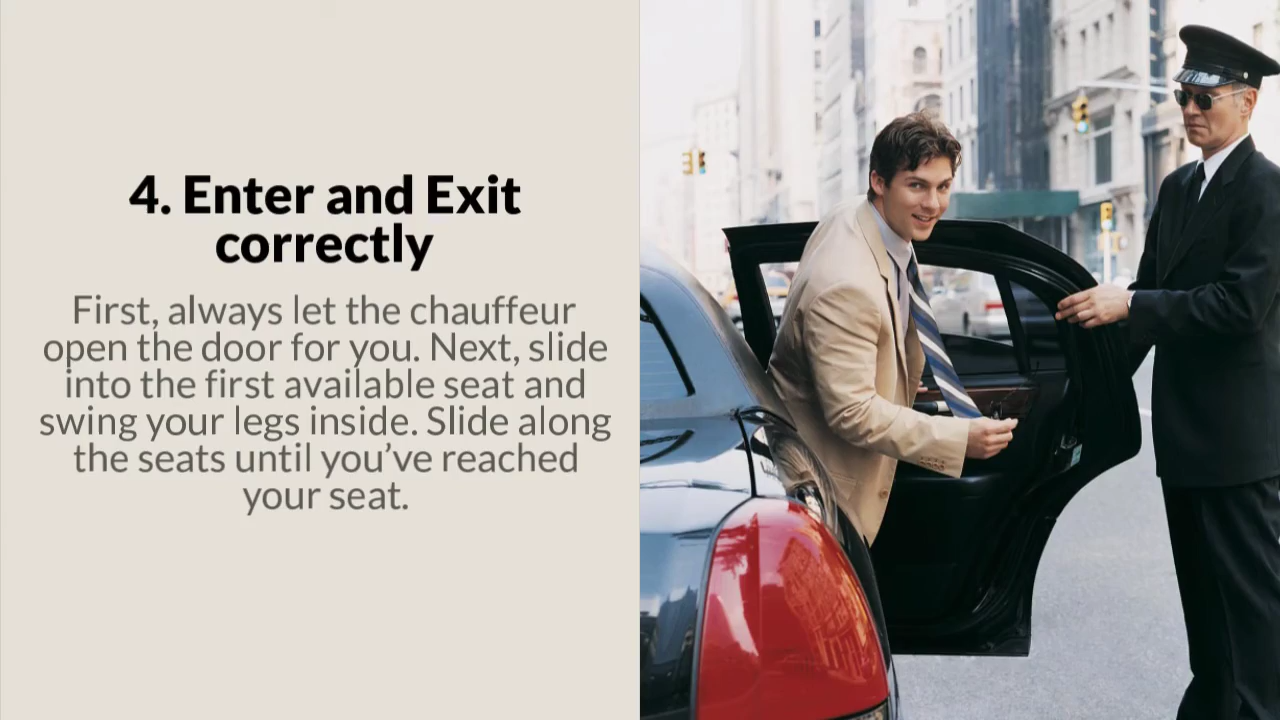 4. Enter and Exit
correctly
First, always let the chauffeur
open the door for you. Next, slide
into the first available seat and
swing your legs inside. Slide along
the seats until you’ve reached
your seat.